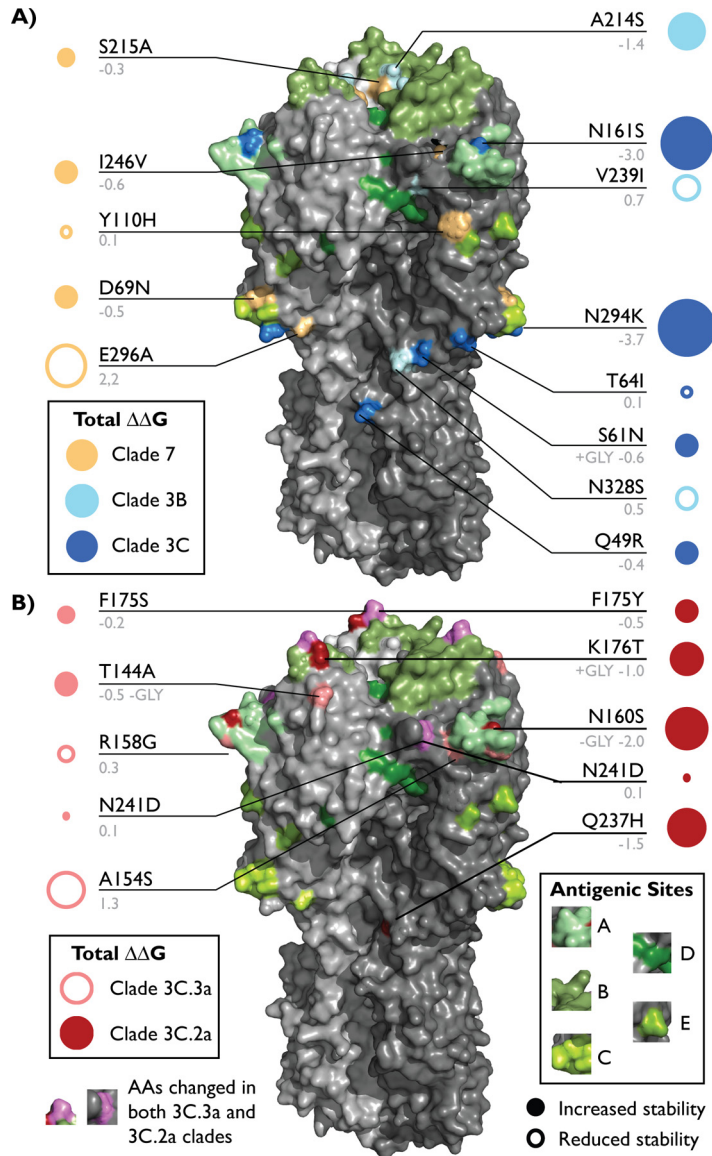 A)
S215A
-0.3
I246V
-0.6
Y110H
0.1
D69N
-0.5
E296A
2,2
Total ΔΔG
Clade 7
Clade 3B
Clade 3C
A214S
-1.4
N161S
-3.0
V239I
0.7
N294K
-3.7
T64I
0.1
S61N
+GLY -0.6
N328S
0.5
Q49R
-0.4
B)
F175S
-0.2
T144A
-0.5 -GLY
R158G
0.3
N241D
0.1
A154S
1.3
Total ΔΔG
Clade 3C.3a
Clade 3C.2a
AAs changed in
both 3C.3a and
3C.2a clades
F175Y
-0.5
K176T
+GLY -1.0
N160S
-GLY -2.0
N241D
0.1
Q237H
-1.5
Antigenic Sites
A
B
C
D
E
Increased stability
Reduced stability